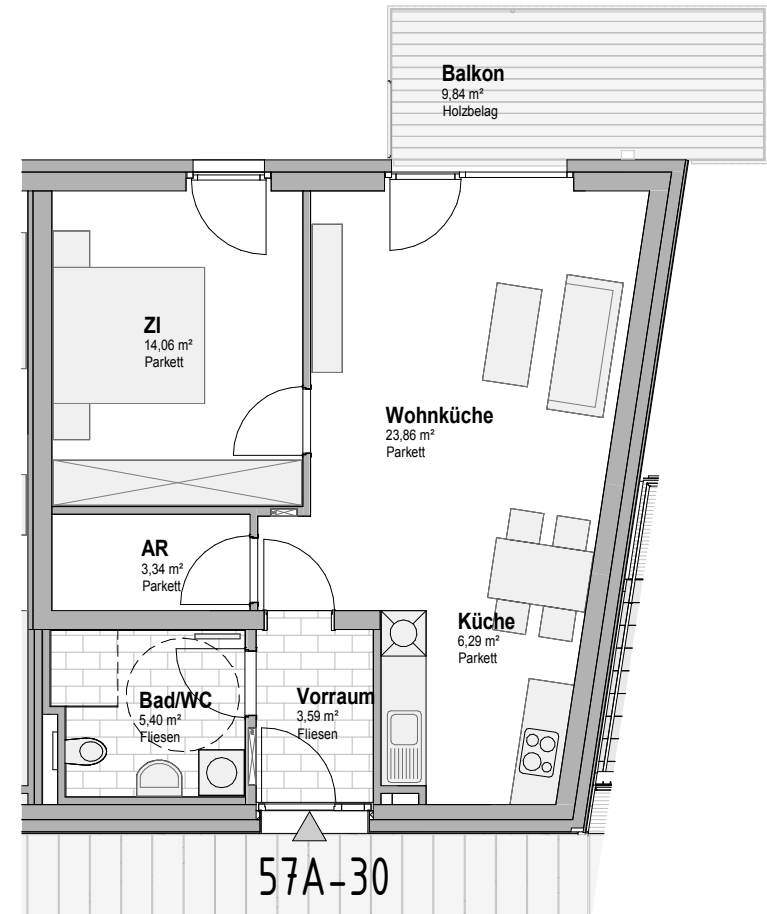 Balkon
9,84 m²
Holzbelag
ZI
14,06 m²
Parkett
Wohnküche
23,86 m²
Parkett
AR
3,34 m²
Parkett
Küche
6,29 m²
Parkett
Bad/WC
5,40 m²
Fliesen
Vorraum
3,59 m²
Fliesen
57A-30